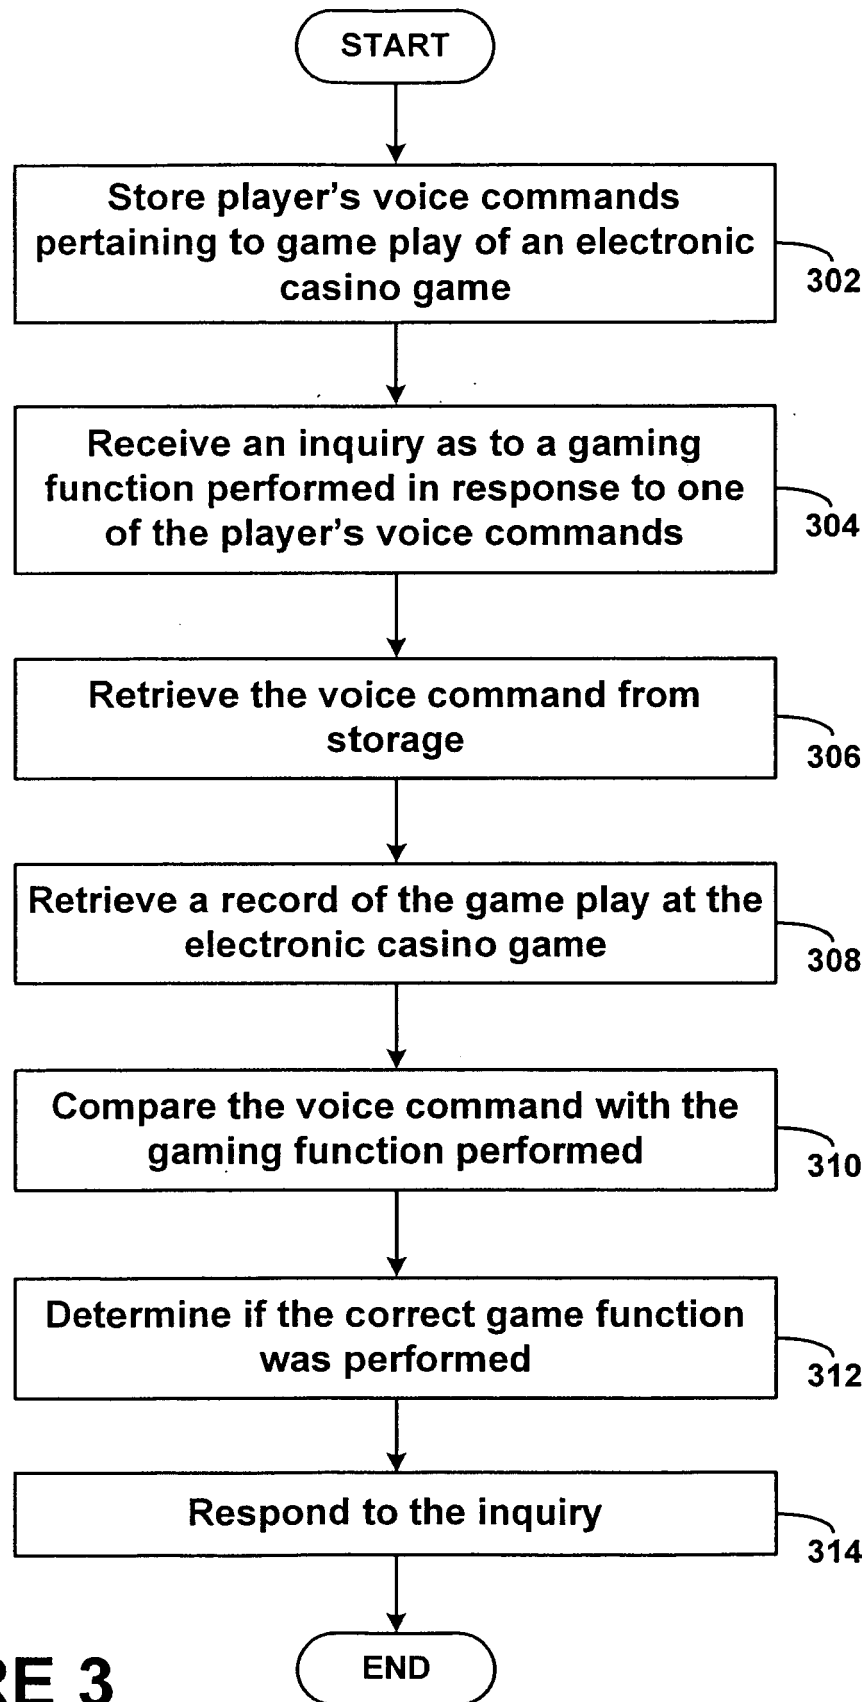 START
Store player's voice commands
pertaining to game play of an electronic
casino game
302
Receive an inquiry as to a gaming
function performed in response to one
of the player's voice commands
304
Retrieve the voice command from
storage
306
Retrieve a record of the game play at the
electronic casino game
308
Compare the voice command with the
gaming function performed
310
Determine if the correct game function
was performed
312
Respond to the inquiry
314
END
RE 3